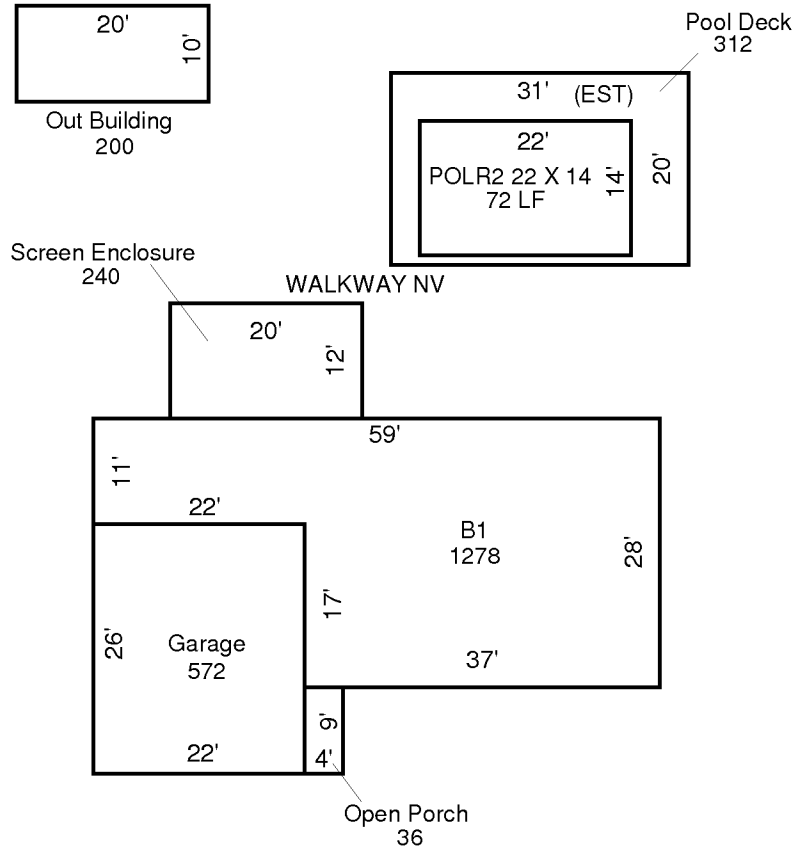 20'
10'
Out Building
200
Pool Deck
312
31' (EST)
22'
POLR2 22 X 14
72 LF
14'
20'
Screen Enclosure
240
WALKWAY NV
20'
12'
59'
11'
22'
B1
1278
28'
17'
26'
Garage
572
37'
22'
9'
4'
Open Porch
36